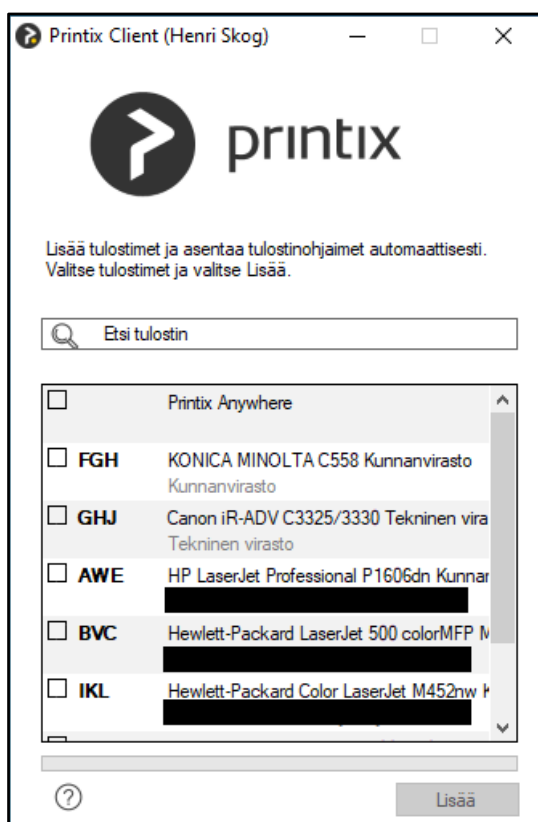 Printix Client (Henri Skog)
printix
Lisää tulostimet ja asentaa tulostinohjaimet automaattisesti.
Valitse tulostimet ja valitse Lisää.
Etsi tulostin
Printix Anywhere
FGH KONICA MINOLTA C558 Kunnanvirasto
Kunnanvirasto
GHJ Canon iR-ADV C3325/3330 Tekninen vira
Tekninen virasto
AWE HP LaserJet Professional P1606dn Kunnar
BVC Hewlett-Packard LaserJet 500 colorMFP M
IKL Hewlett-Packard Color LaserJet M452nw K
?
Lisää